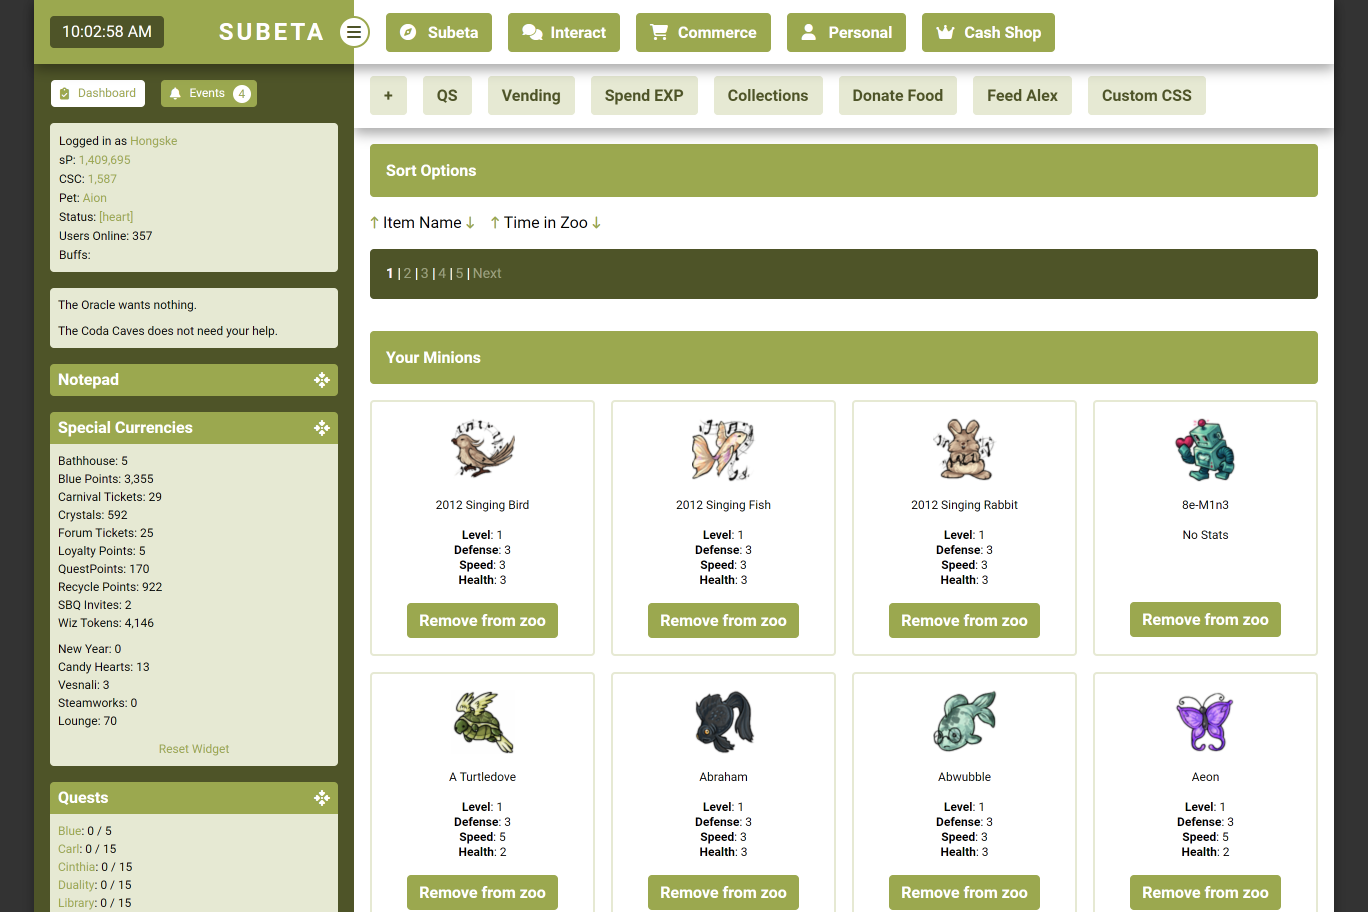 10:02:58 AM
SUBETA
Subeta
Interact
Commerce
Personal
Cash Shop
Dashboard
Events 4
+
QS
Vending
Spend EXP
Collections
Donate Food
Feed Alex
Custom CSS
Logged in as Hongske
sP: 1,409,695
CSC: 1,587
Pet: Aion
Status: [heart]
Users Online: 357
Buffs:
The Oracle wants nothing.
The Coda Caves does not need your help.
Notepad
Special Currencies
Bathhouse: 5
Blue Points: 3,355
Carnival Tickets: 29
Crystals: 592
Forum Tickets: 25
Loyalty Points: 5
QuestPoints: 170
Recycle Points: 922
SBQ Invites: 2
Wiz Tokens: 4,146
New Year: 0
Candy Hearts: 13
Vesnali: 3
Steamworks: 0
Lounge: 70
Reset Widget
Quests
Blue: 0 / 5
Carl: 0 / 15
Cinthia: 0 / 15
Duality: 0 / 15
Library: 0 / 15
Sort Options
↑ Item Name ↓ ↑ Time in Zoo ↓
1 | 2 | 3 | 4 | 5 | Next
Your Minions
2012 Singing Bird
Level: 1
Defense: 3
Speed: 3
Health: 3
Remove from zoo
2012 Singing Fish
Level: 1
Defense: 3
Speed: 3
Health: 3
Remove from zoo
2012 Singing Rabbit
Level: 1
Defense: 3
Speed: 3
Health: 3
Remove from zoo
8e-M1n3
No Stats
Remove from zoo
A Turtledove
Level: 1
Defense: 3
Speed: 5
Health: 2
Remove from zoo
Abraham
Level: 1
Defense: 3
Speed: 3
Health: 3
Remove from zoo
Abwubble
Level: 1
Defense: 3
Speed: 3
Health: 3
Remove from zoo
Aeon
Level: 1
Defense: 3
Speed: 5
Health: 2
Remove from zoo